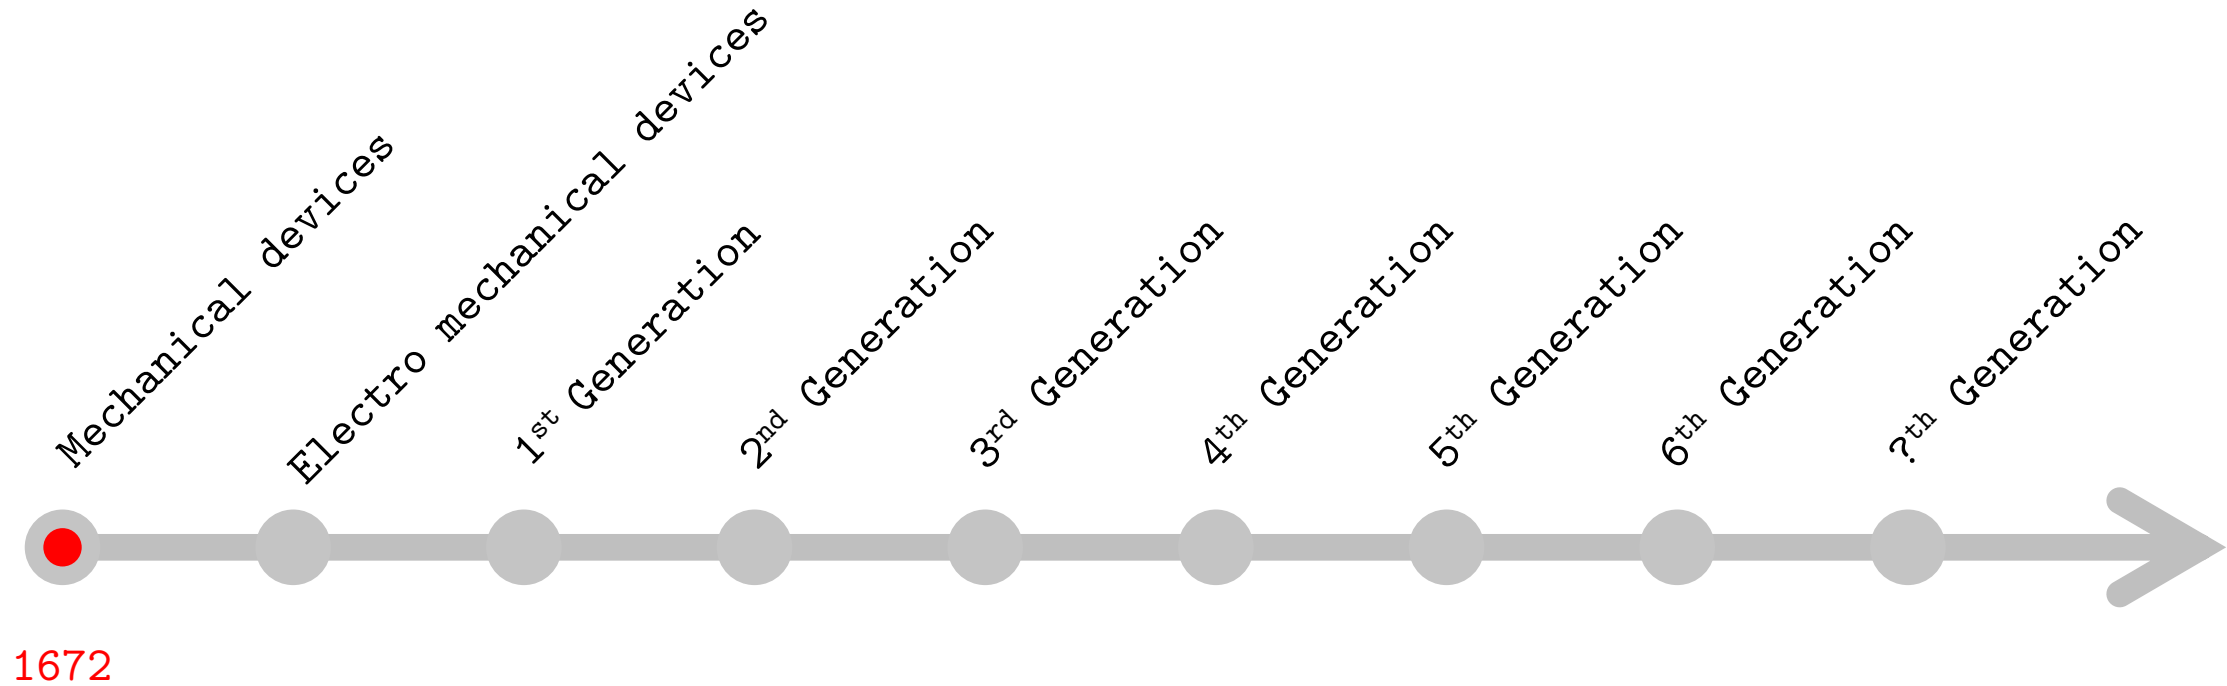 Mechanical devices
Electro mechanical devices
1st Generation
2nd Generation
3rd Generation
4th Generation
5th Generation
6th Generation
?th Generation
1672